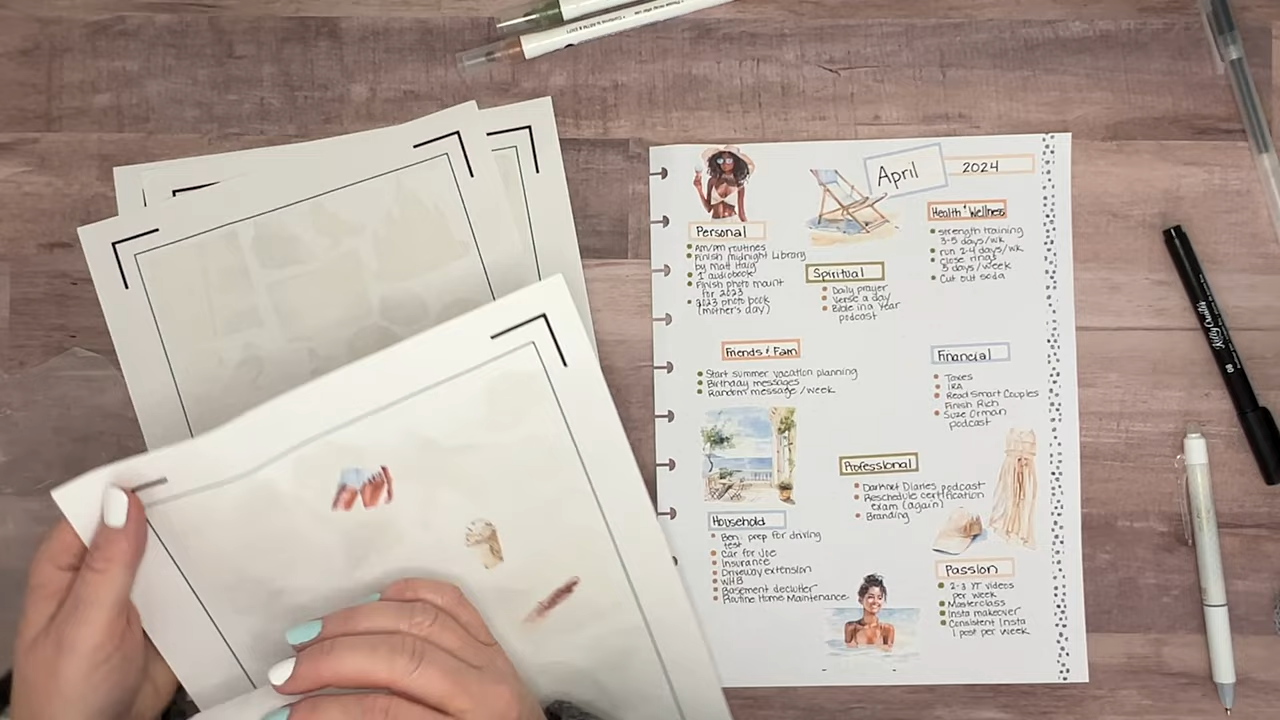 April
2024
Personal
Am/pm routines
Finish midnight Library
by Matt Haig
1 audiobook
Finish photo mount
for 2023
2023 photo book
(mother's day)
Spiritual
Daily prayer
Verse a day
Bible in a Year
podcast
Health & Wellness
strength training
3-5 days/wk
run 2-4 days/wk
close rings
3 days/week
Cut out soda
Friends & Fam
Start summer vacation planning
Birthday messages
Random message/week
Financial
Taxes
IRA
Read Smart Couples
Finish Rich
Suze Orman
podcast
Professional
Darknet Diaries podcast
Reschedule certification
exam (again)
Branding
Household
Ben: prep for driving
test
Car for Joe
Insurance
Driveway extension
WHB
Basement declutter
Routine Home Maintenance
Passion
2-3 YT videos
per week
Masterclass
Insta makeover
Consistent Insta
1 post per week
Kelly Creates